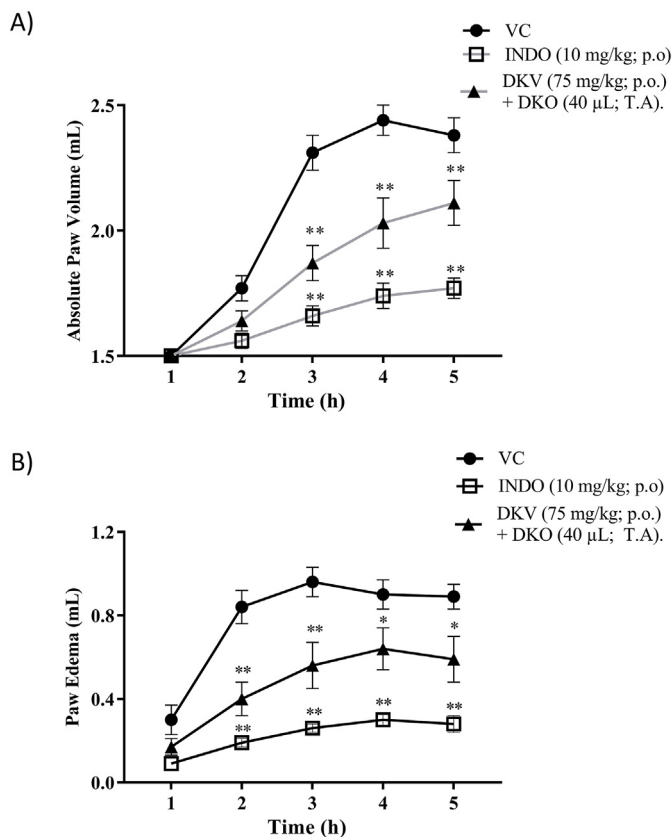 A)
VC
INDO (10 mg/kg; p.o)
DKV (75 mg/kg; p.o.)
+ DKO (40 µL; T.A).
Absolute Paw Volume (mL)
2.5
2.0
1.5
** ** **
** ** **
1 2 3 4 5
Time (h)
B)
VC
INDO (10 mg/kg; p.o)
DKV (75 mg/kg; p.o.)
+ DKO (40 µL; T.A).
Paw Edema (mL)
1.2
0.8
0.4
0.0
** ** * *
** ** ** **
1 2 3 4 5
Time (h)